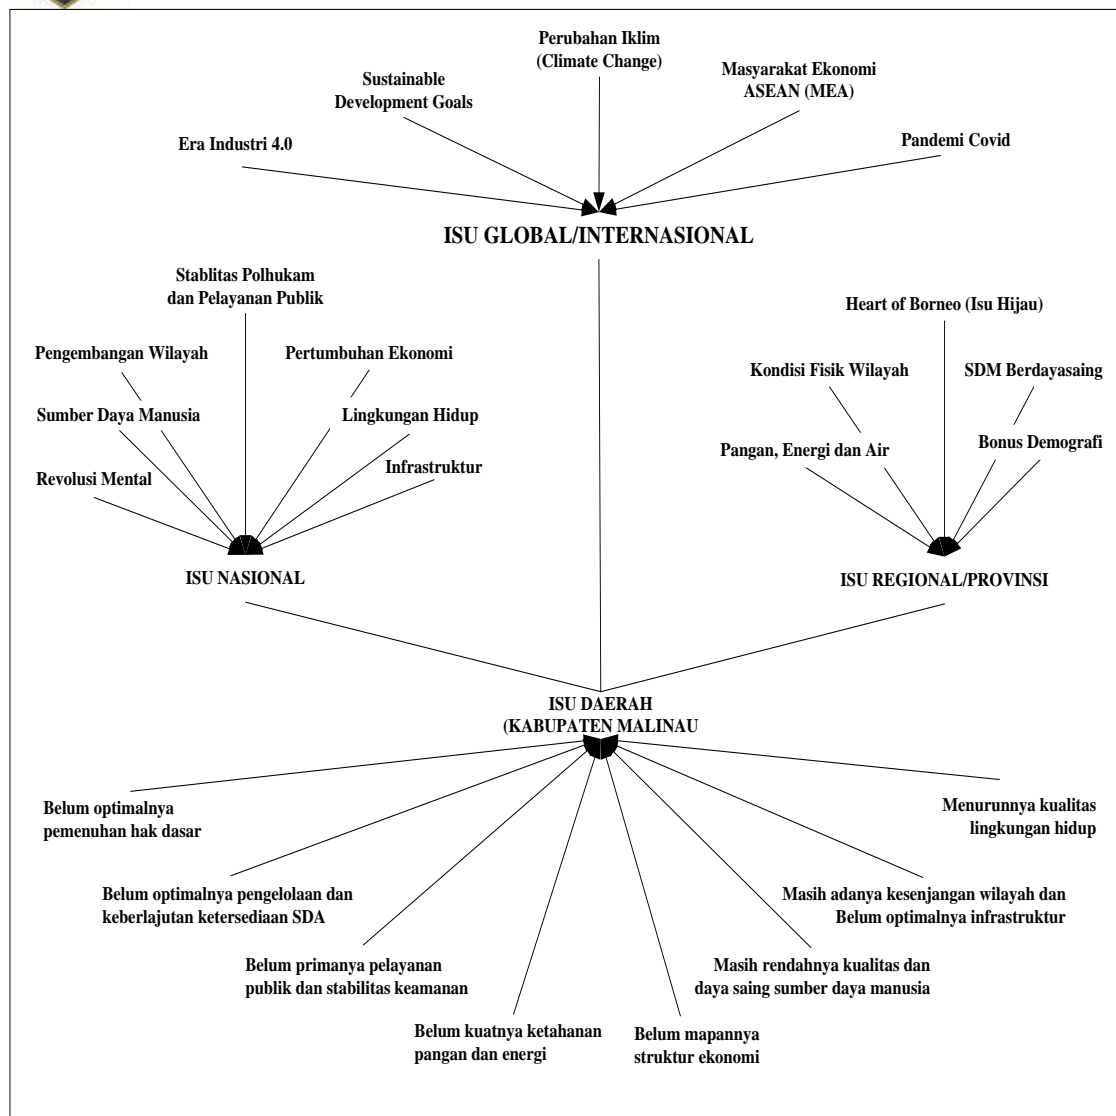 Perubahan Iklim
(Climate Change)
Masyarakat Ekonomi
ASEAN (MEA)
Sustainable
Development Goals
Era Industri 4.0
Pandemi Covid
ISU GLOBAL/INTERNASIONAL
Stablitas Polhukam
dan Pelayanan Publik
Pengembangan Wilayah
Pertumbuhan Ekonomi
Sumber Daya Manusia
Lingkungan Hidup
Revolusi Mental
Infrastruktur
ISU NASIONAL
Heart of Borneo (Isu Hijau)
Kondisi Fisik Wilayah
SDM Berdayasaing
Pangan, Energi dan Air
Bonus Demografi
ISU REGIONAL/PROVINSI
ISU DAERAH
(KABUPATEN MALINAU
Belum optimalnya
pemenuhan hak dasar
Menurunnya kualitas
lingkungan hidup
Belum optimalnya pengelolaan dan
keberlajutan ketersediaan SDA
Masih adanya kesenjangan wilayah dan
Belum optimalnya infrastruktur
Belum primanya pelayanan
publik dan stabilitas keamanan
Masih rendahnya kualitas dan
daya saing sumber daya manusia
Belum kuatnya ketahanan
pangan dan energi
Belum mapannya
struktur ekonomi